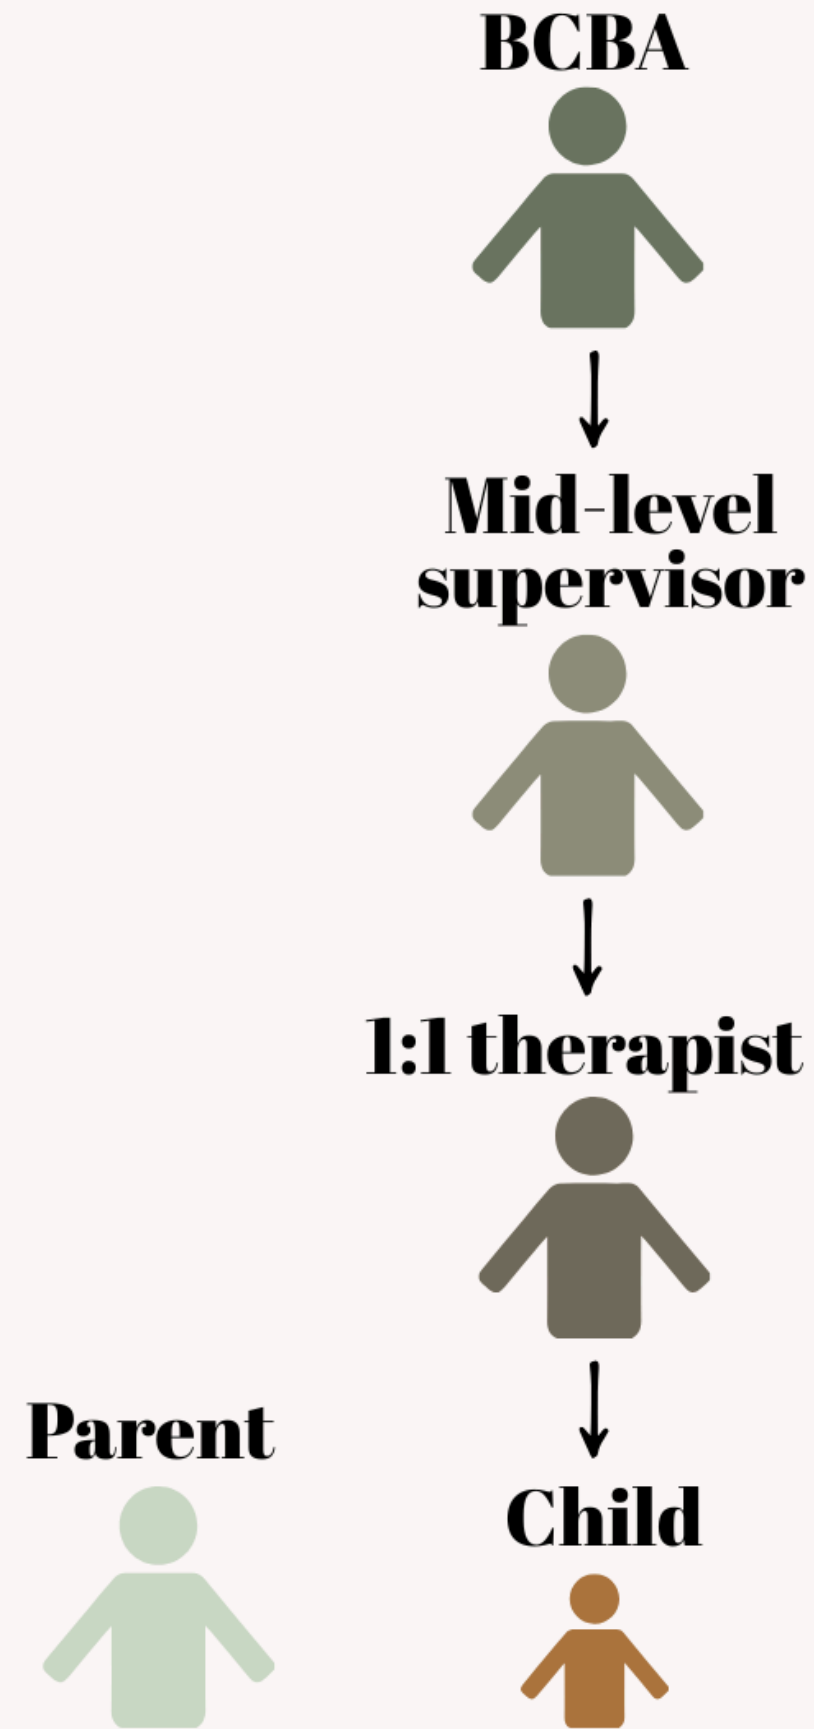 BCBA
Mid-level
supervisor
1:1 therapist
Parent
Child